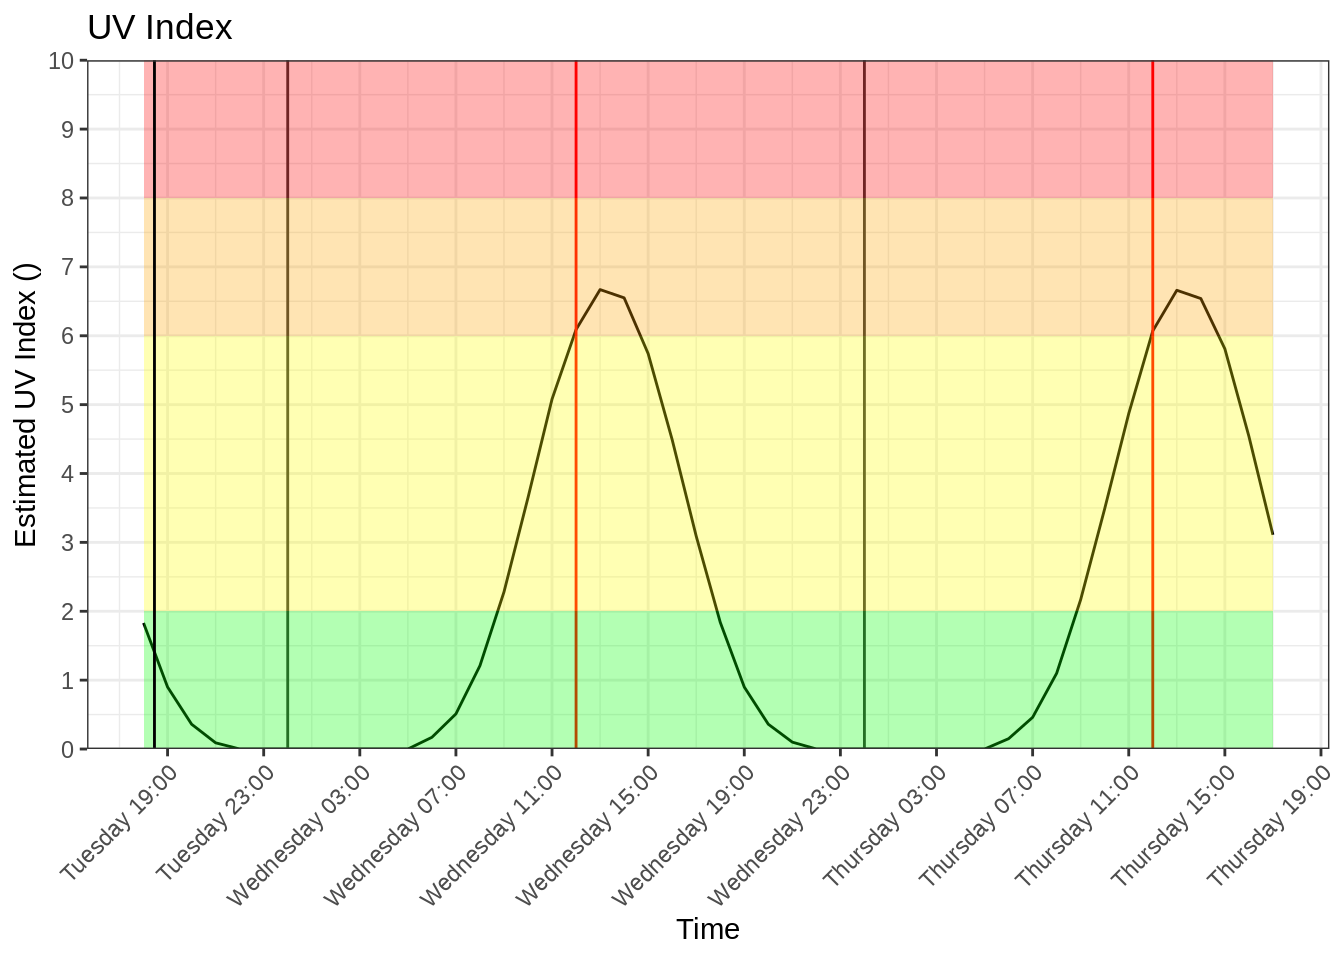 UV Index
Estimated UV Index ()
10
9
8
7
6
5
4
3
2
1
0
Tuesday 19:00
Tuesday 23:00
Wednesday 03:00
Wednesday 07:00
Wednesday 11:00
Wednesday 15:00
Wednesday 19:00
Wednesday 23:00
Thursday 03:00
Thursday 07:00
Thursday 11:00
Thursday 15:00
Thursday 19:00
Time